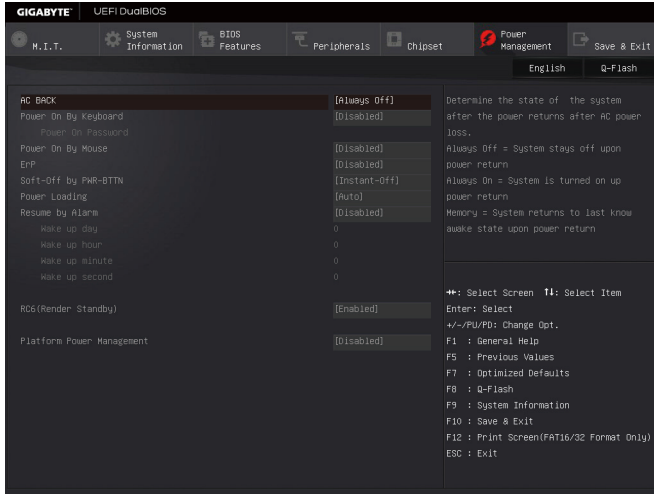 GIGABYTE™ UEFI DualBIOS
M.I.T. System Information BIOS Features Peripherals Chipset Power Management Save & Exit
English Q-Flash
AC BACK [Always Off]
Power On By Keyboard [Disabled]
Power On Password
Power On By Mouse [Disabled]
ErP [Disabled]
Soft-Off by PWR-BTTN [Instant-Off]
Power Loading [Auto]
Resume by Alarm [Disabled]
Wake up day 0
Wake up hour 0
Wake up minute 0
Wake up second 0
RC6(Render Standby) [Enabled]
Platform Power Management [Disabled]
Determine the state of the system
after the power returns after AC power
loss.
Always Off = System stays off upon
power return
Always On = System is turned on up
power return
Memory = System returns to last know
awake state upon power return
→←: Select Screen ↑↓: Select Item
Enter: Select
+/-/PU/PD: Change Opt.
F1 : General Help
F5 : Previous Values
F7 : Optimized Defaults
F8 : Q-Flash
F9 : System Information
F10 : Save & Exit
F12 : Print Screen(FAT16/32 Format Only)
ESC : Exit